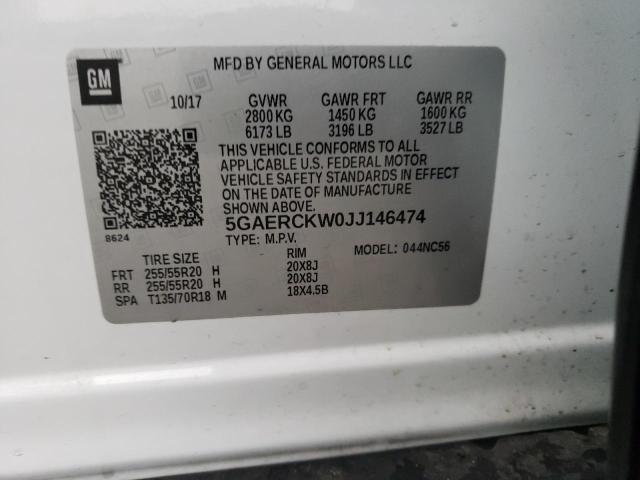 GM
MFD BY GENERAL MOTORS LLC
10/17 GVWR GAWR FRT GAWR RR
2800 KG 1450 KG 1600 KG
6173 LB 3196 LB 3527 LB
THIS VEHICLE CONFORMS TO ALL
APPLICABLE U.S. FEDERAL MOTOR
VEHICLE SAFETY STANDARDS IN EFFECT
ON THE DATE OF MANUFACTURE
SHOWN ABOVE.
5GAERCKW0JJ146474
8624
TYPE: M.P.V. MODEL: 044NC56
TIRE SIZE RIM
FRT 255/55R20 H 20X8J
RR 255/55R20 H 20X8J
SPA T135/70R18 M 18X4.5B